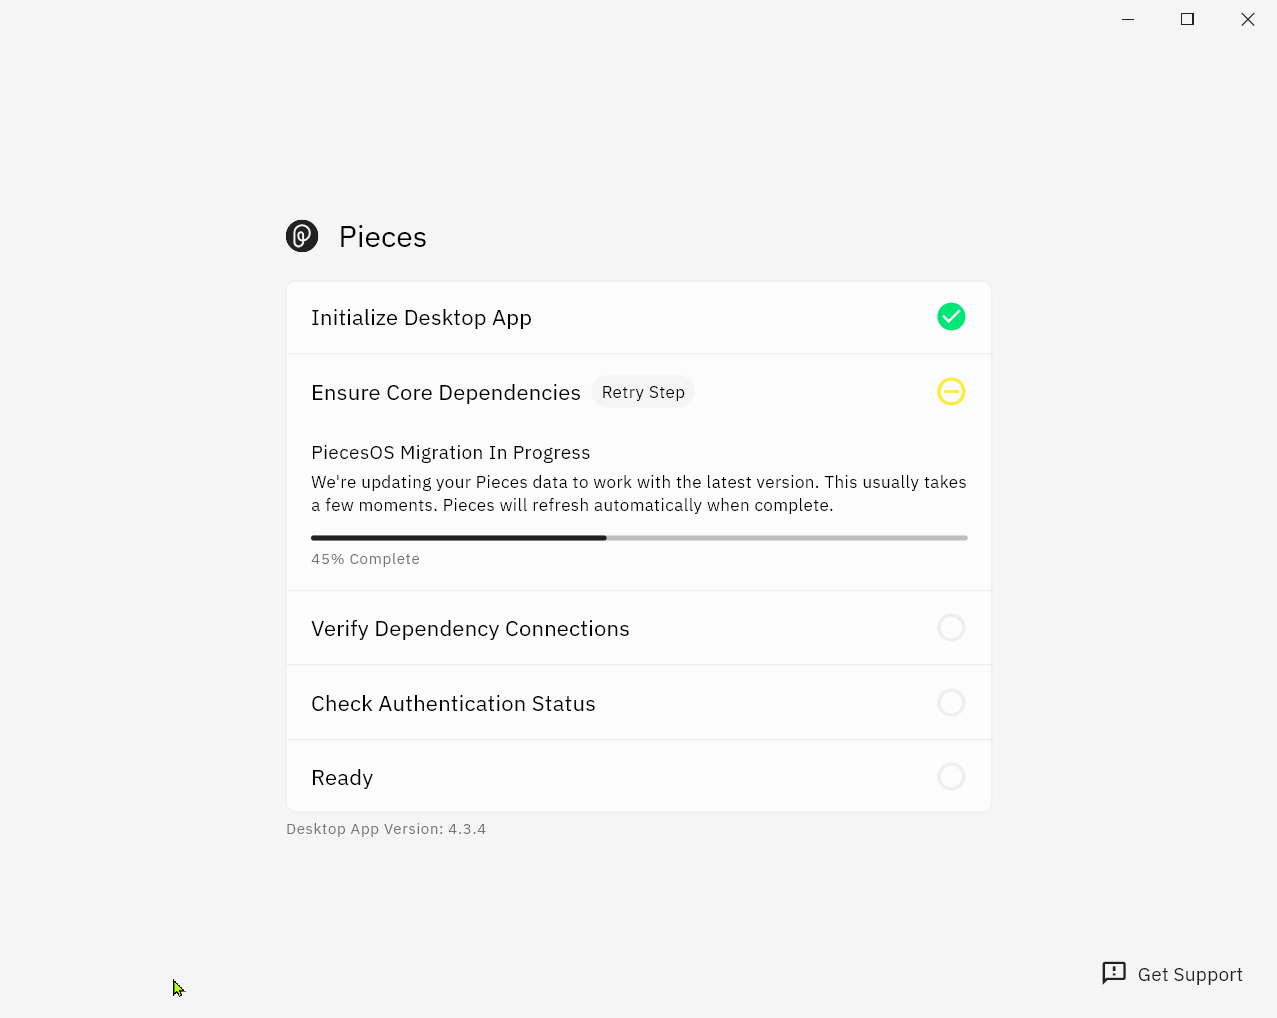 Pieces
Initialize Desktop App
Ensure Core Dependencies Retry Step
PiecesOS Migration In Progress
We're updating your Pieces data to work with the latest version. This usually takes
a few moments. Pieces will refresh automatically when complete.
45% Complete
Verify Dependency Connections
Check Authentication Status
Ready
Desktop App Version: 4.3.4
Get Support